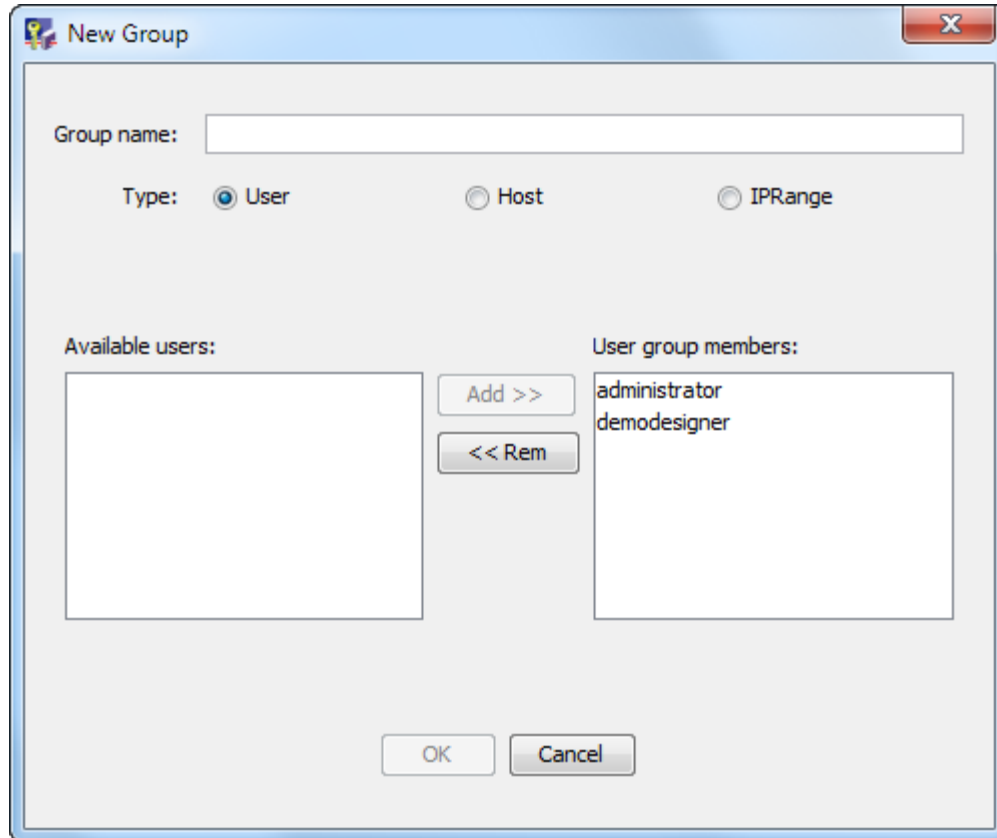 New Group
Group name:
Type: User Host IPRange
Available users: User group members:
Add >> administrator
demodesigner
<< Rem
OK Cancel